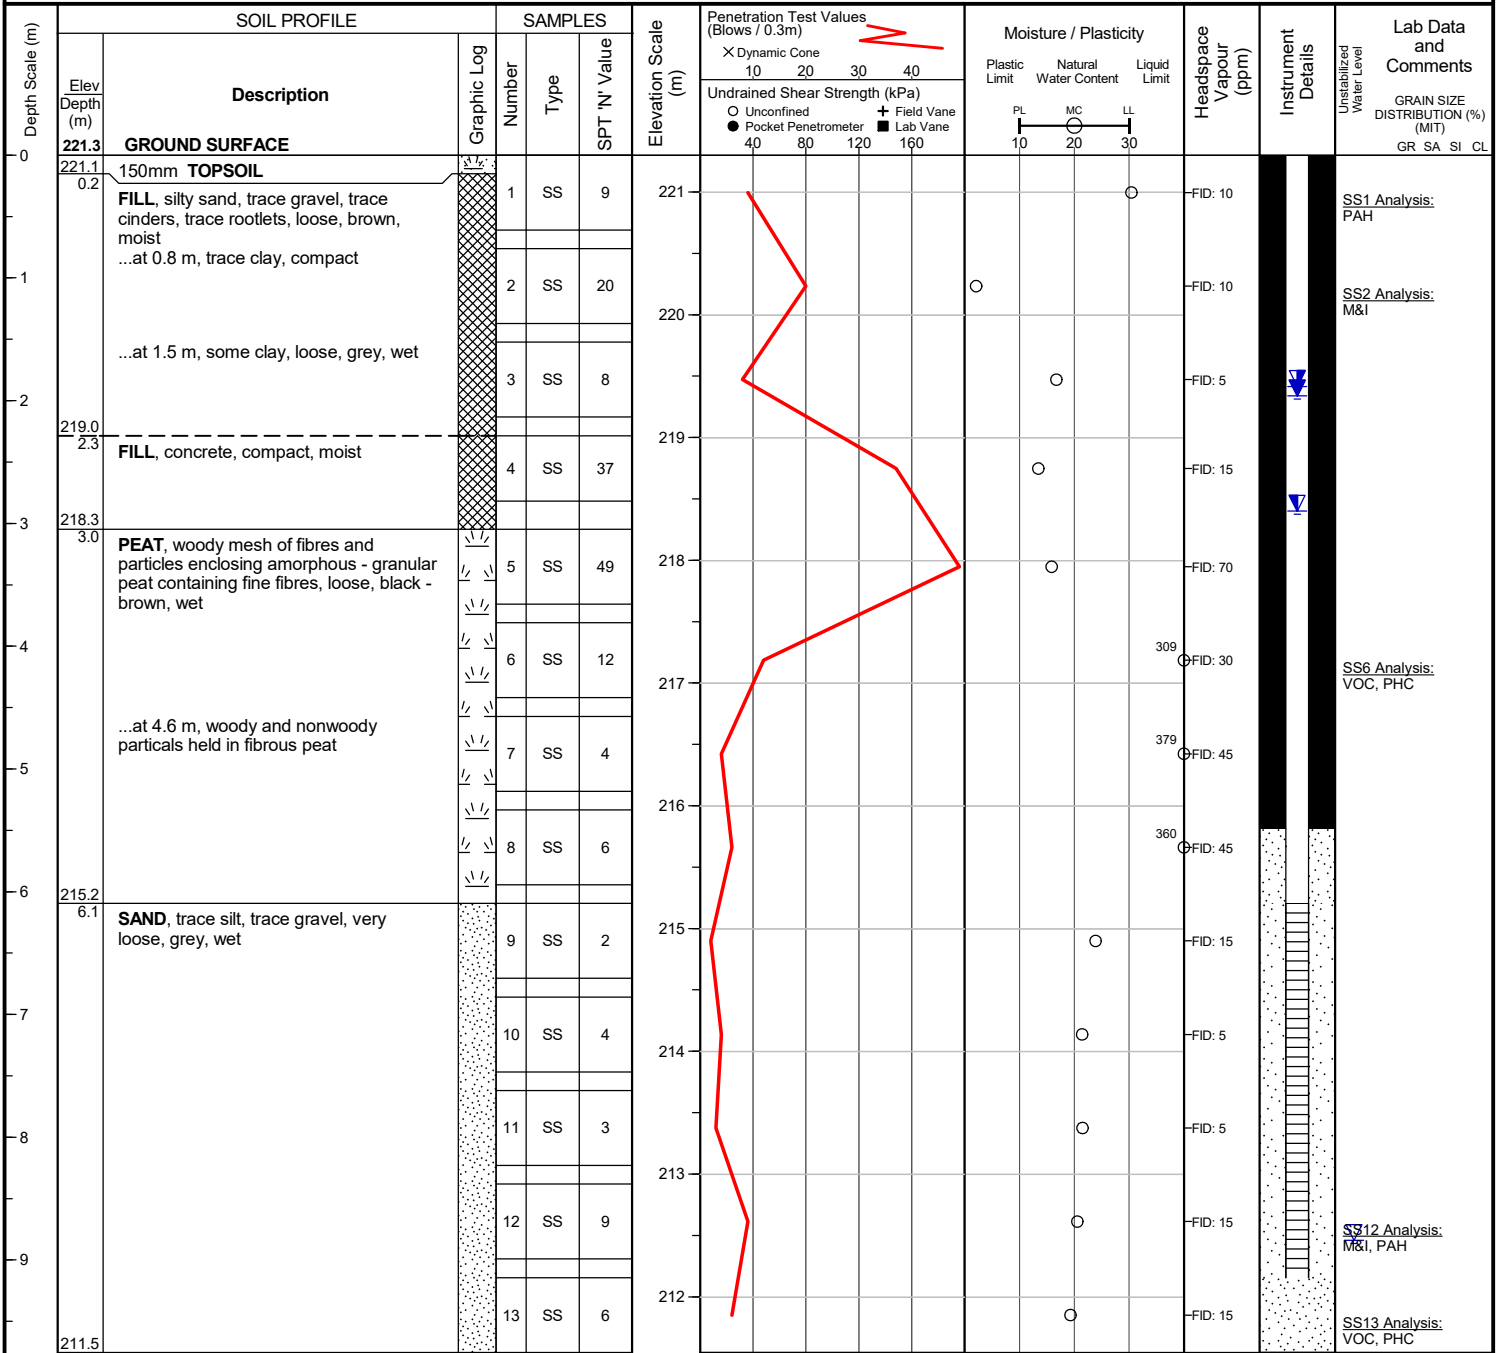 SOIL PROFILE
SAMPLES
Depth Scale (m)
Elev
Depth
(m)
Description
Graphic Log
Number
Type
SPT 'N' Value
Elevation Scale
(m)
Penetration Test Values
(Blows / 0.3m)
× Dynamic Cone
10 20 30 40
Undrained Shear Strength (kPa)
Unconfined
+ Field Vane
Pocket Penetrometer
Lab Vane
40 80 120 160
Moisture / Plasticity
Plastic
Limit
Natural
Water Content
Liquid
Limit
PL MC LL
10 20 30
Headspace
Vapour
(ppm)
Instrument
Details
Unstabilized
Water Level
Lab Data
and
Comments
GRAIN SIZE
DISTRIBUTION (%)
(MIT)
GR SA SI CL
221.3 GROUND SURFACE
0
221.1
0.2
150mm TOPSOIL
FILL, silty sand, trace gravel, trace
cinders, trace rootlets, loose, brown,
moist
...at 0.8 m, trace clay, compact
...at 1.5 m, some clay, loose, grey, wet
219.0
2.3
FILL, concrete, compact, moist
218.3
3.0
PEAT, woody mesh of fibres and
particles enclosing amorphous - granular
peat containing fine fibres, loose, black -
brown, wet
...at 4.6 m, woody and nonwoody
particals held in fibrous peat
215.2
6.1
SAND, trace silt, trace gravel, very
loose, grey, wet
211.5
1
2
3
4
5
6
7
8
9
1 SS 9
2 SS 20
3 SS 8
4 SS 37
5 SS 49
6 SS 12
7 SS 4
8 SS 6
9 SS 2
10 SS 4
11 SS 3
12 SS 9
13 SS 6
221
220
219
218
217
216
215
214
213
212
309
379
360
FID: 10
FID: 10
FID: 5
FID: 15
FID: 70
FID: 30
FID: 45
FID: 45
FID: 15
FID: 5
FID: 5
FID: 15
FID: 15
SS1 Analysis:
PAH
SS2 Analysis:
M&I
SS6 Analysis:
VOC, PHC
SS12 Analysis:
M&I, PAH
SS13 Analysis:
VOC, PHC